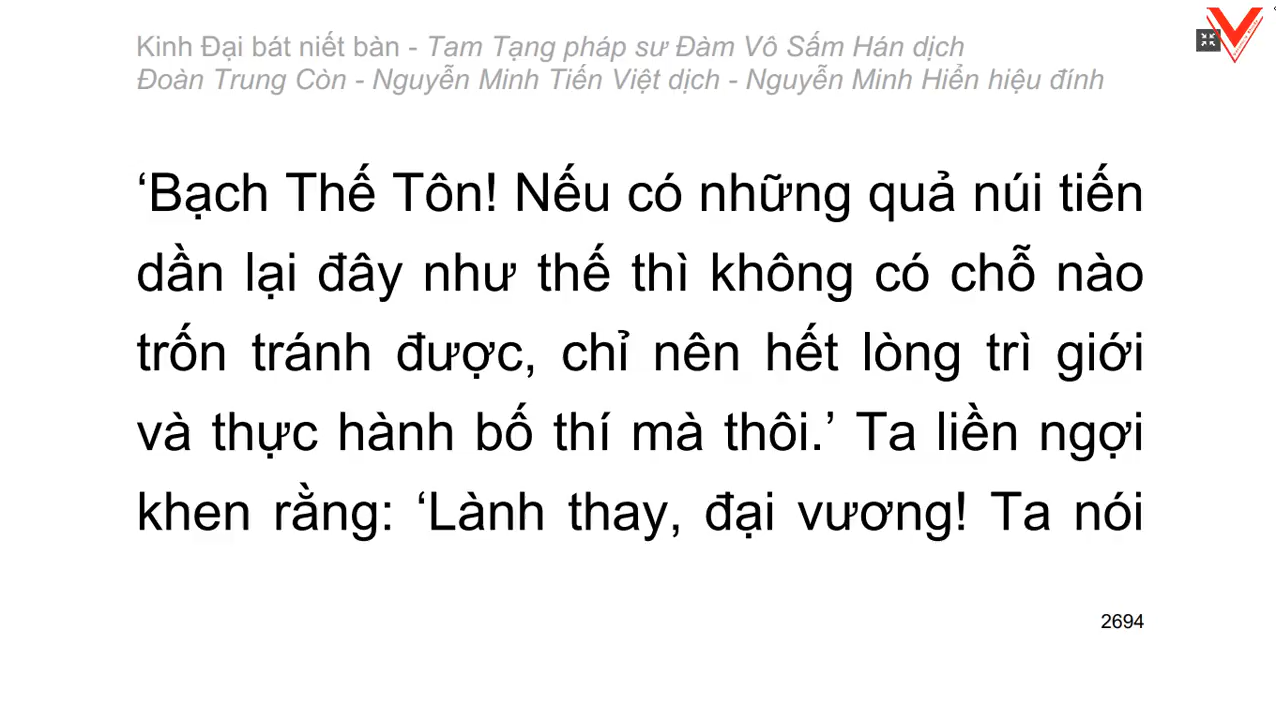 Kinh Đại bát niết bàn - Tam Tạng pháp sư Đàm Vô Sấm Hán dịch
Đoàn Trung Còn - Nguyễn Minh Tiến Việt dịch - Nguyễn Minh Hiển hiệu đính
‘Bạch Thế Tôn! Nếu có những quả núi tiến
dần lại đây như thế thì không có chỗ nào
trốn tránh được, chỉ nên hết lòng trì giới
và thực hành bố thí mà thôi.’ Ta liền ngợi
khen rằng: ‘Lành thay, đại vương! Ta nói
2694